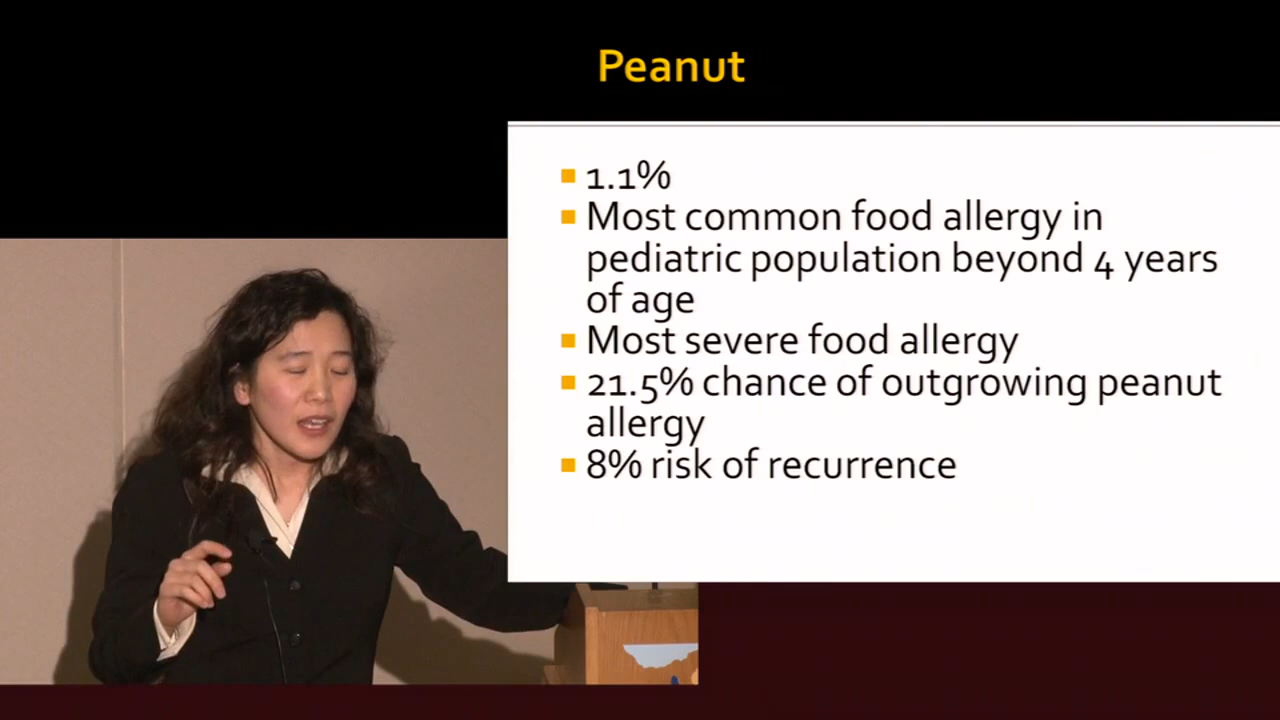 Peanut
1.1%
Most common food allergy in
pediatric population beyond 4 years
of age
Most severe food allergy
21.5% chance of outgrowing peanut
allergy
8% risk of recurrence